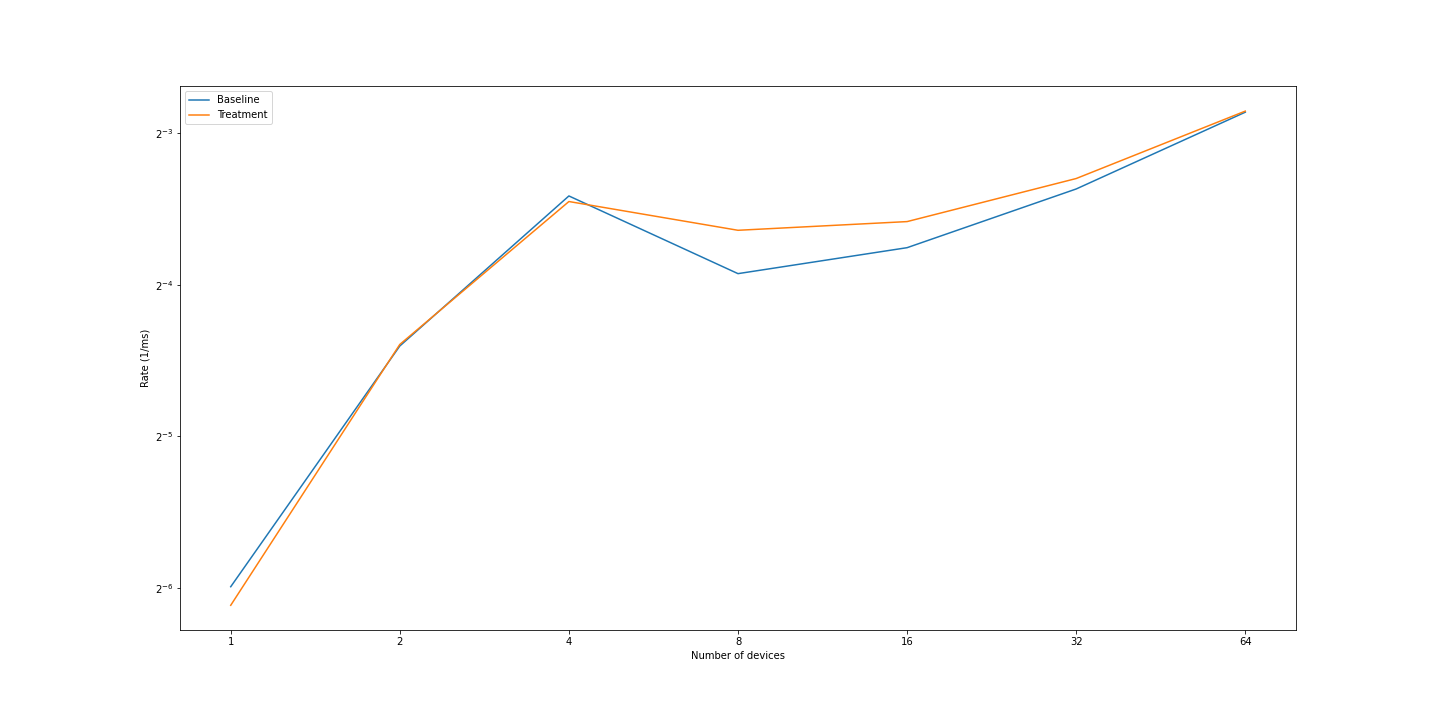 Baseline
Treatment
2⁻³
2⁻⁴
2⁻⁵
2⁻⁶
Rate (1/ms)
1 2 4 8 16 32 64
Number of devices